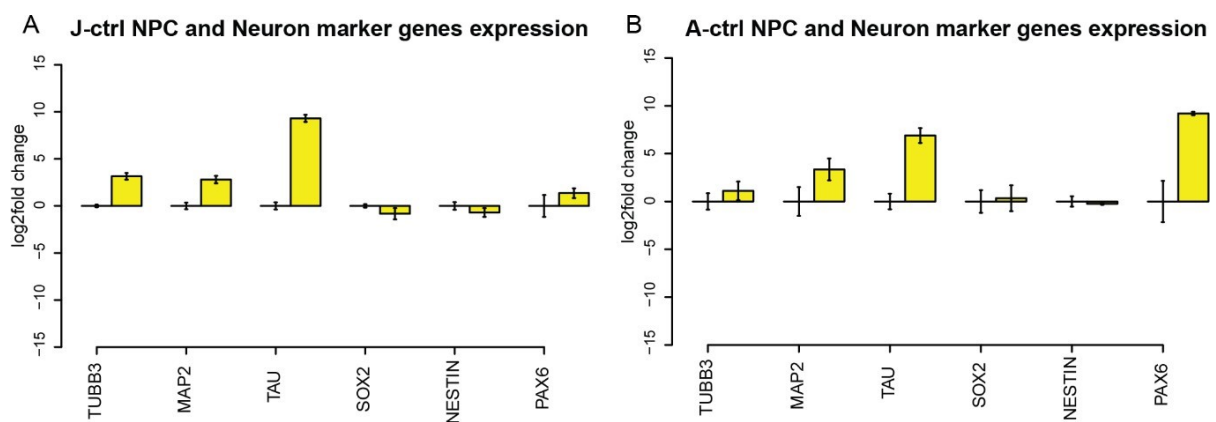 A J-ctrl NPC and Neuron marker genes expression
log2fold change
15
10
5
0
−5
−10
−15
TUBB3
MAP2
TAU
SOX2
NESTIN
PAX6
B A-ctrl NPC and Neuron marker genes expression
log2fold change
15
10
5
0
−5
−10
−15
TUBB3
MAP2
TAU
SOX2
NESTIN
PAX6